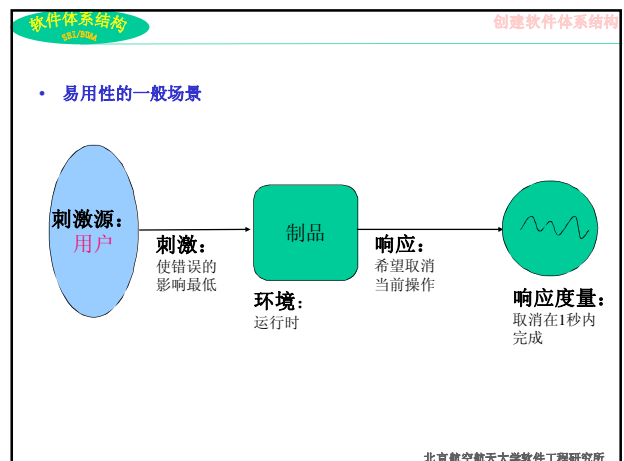 软件体系结构
SEI/BUAA
创建软件体系结构
• 易用性的一般场景
刺激源：
用户
刺激：
使错误的
影响最低
制品
环境：
运行时
响应：
希望取消
当前操作
响应度量：
取消在1秒内
完成
北京航空航天大学软件工程研究所